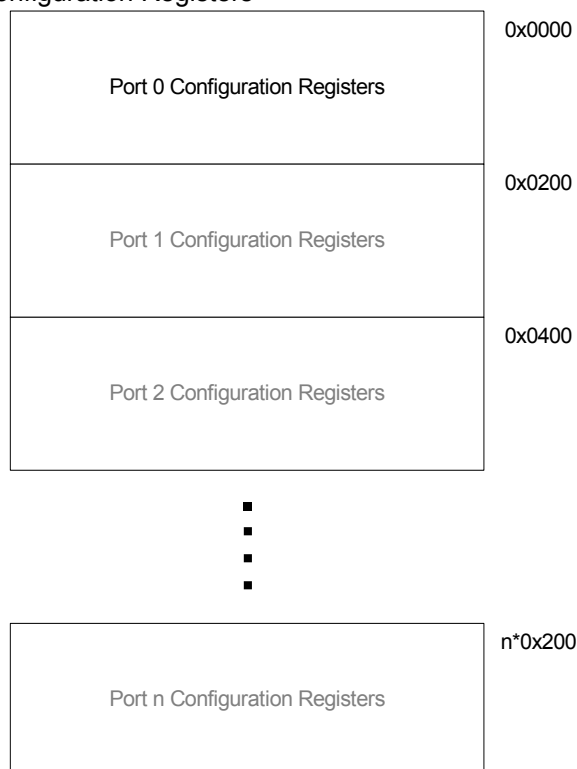 Registers
0x0000
Port 0 Configuration Registers
0x0200
Port 1 Configuration Registers
0x0400
Port 2 Configuration Registers
n*0x200
Port n Configuration Registers